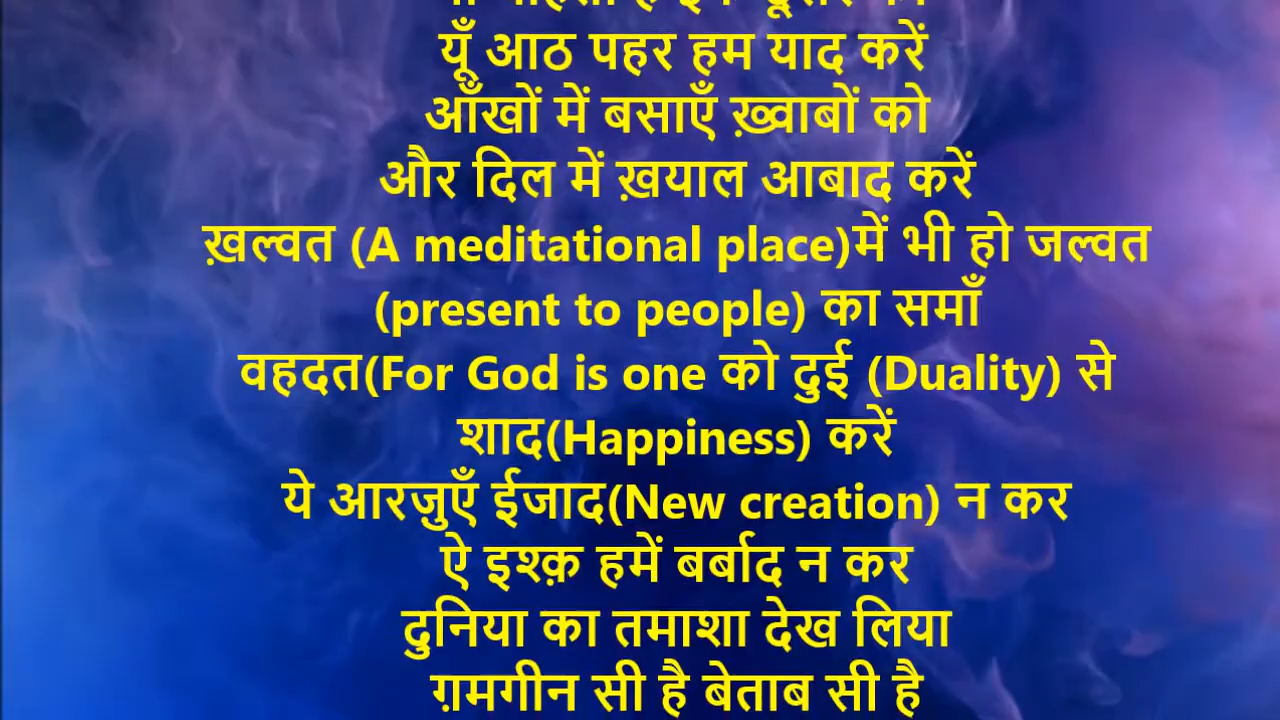 यूँ आठ पहर हम याद करें
आँखों में बसाएँ ख़्वाबों को
और दिल में ख़याल आबाद करें
ख़ल्वत (A meditational place)में भी हो जल्वत
(present to people) का समाँ
वहदत(For God is one को दुई (Duality) से
शाद(Happiness) करें
ये आरज़ुएँ ईजाद(New creation) न कर
ऐ इश्क़ हमें बर्बाद न कर
दुनिया का तमाशा देख लिया
ग़मगीन सी है बेताब सी है